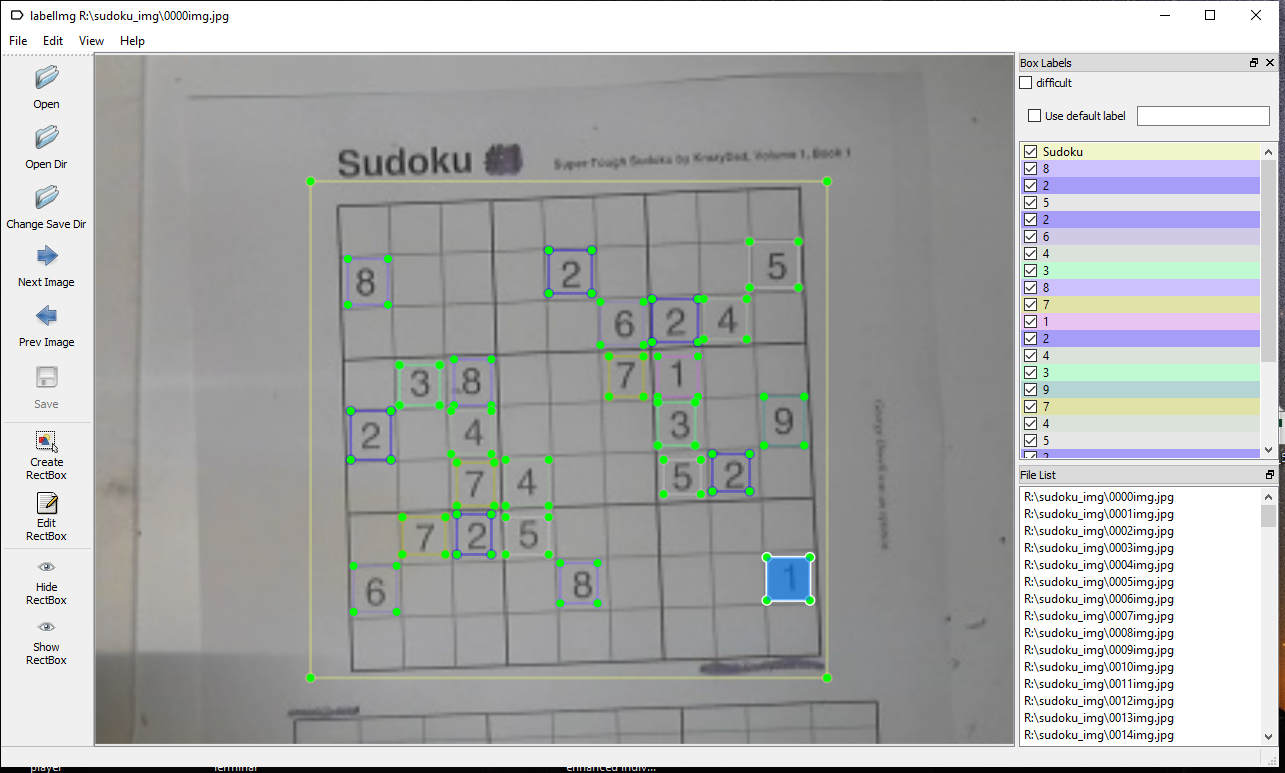 labelImg R:\sudoku_img\0000img.jpg
File Edit View Help
Open
Open Dir
Change Save Dir
Next Image
Prev Image
Save
Create
RectBox
Edit
RectBox
Hide
RectBox
Show
RectBox
Sudoku #1
Super-Tough Sudoku by KrazyDad, Volume 1, Book 1
8 2 5
6 2 4
3 8 7 1
2 4 3 9
7 4 5 2
7 2 5
6 8 1
Box Labels
difficult
Use default label
Sudoku
8
2
5
2
6
4
3
8
7
1
2
4
3
9
7
4
5
2
File List
R:\sudoku_img\0000img.jpg
R:\sudoku_img\0001img.jpg
R:\sudoku_img\0002img.jpg
R:\sudoku_img\0003img.jpg
R:\sudoku_img\0004img.jpg
R:\sudoku_img\0005img.jpg
R:\sudoku_img\0006img.jpg
R:\sudoku_img\0007img.jpg
R:\sudoku_img\0008img.jpg
R:\sudoku_img\0009img.jpg
R:\sudoku_img\0010img.jpg
R:\sudoku_img\0011img.jpg
R:\sudoku_img\0012img.jpg
R:\sudoku_img\0013img.jpg
R:\sudoku_img\0014img.jpg
player Terminal enhanced indiv...